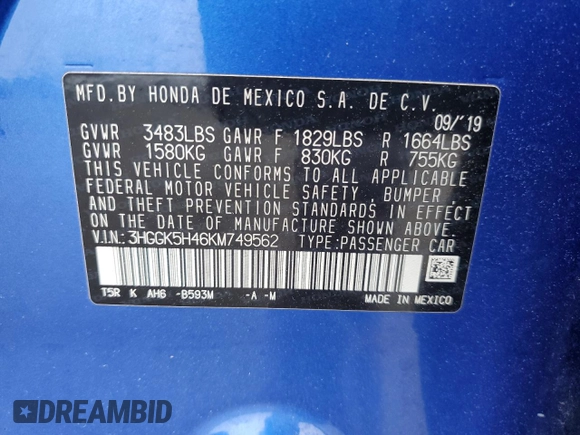 MFD.BY HONDA DE MEXICO S.A. DE C.V.
09/'19
GVWR 3483LBS GAWR F 1829LBS R 1664LBS
GVWR 1580KG GAWR F 830KG R 755KG
THIS VEHICLE CONFORMS TO ALL APPLICABLE
FEDERAL MOTOR VEHICLE SAFETY, BUMPER,
AND THEFT PREVENTION STANDARDS IN EFFECT
ON THE DATE OF MANUFACTURE SHOWN ABOVE.
V.I.N.:3HGGK5H46KM749562 TYPE:PASSENGER CAR
T5R K AH6 -B593M -A -M
MADE IN MEXICO
DREAMBID